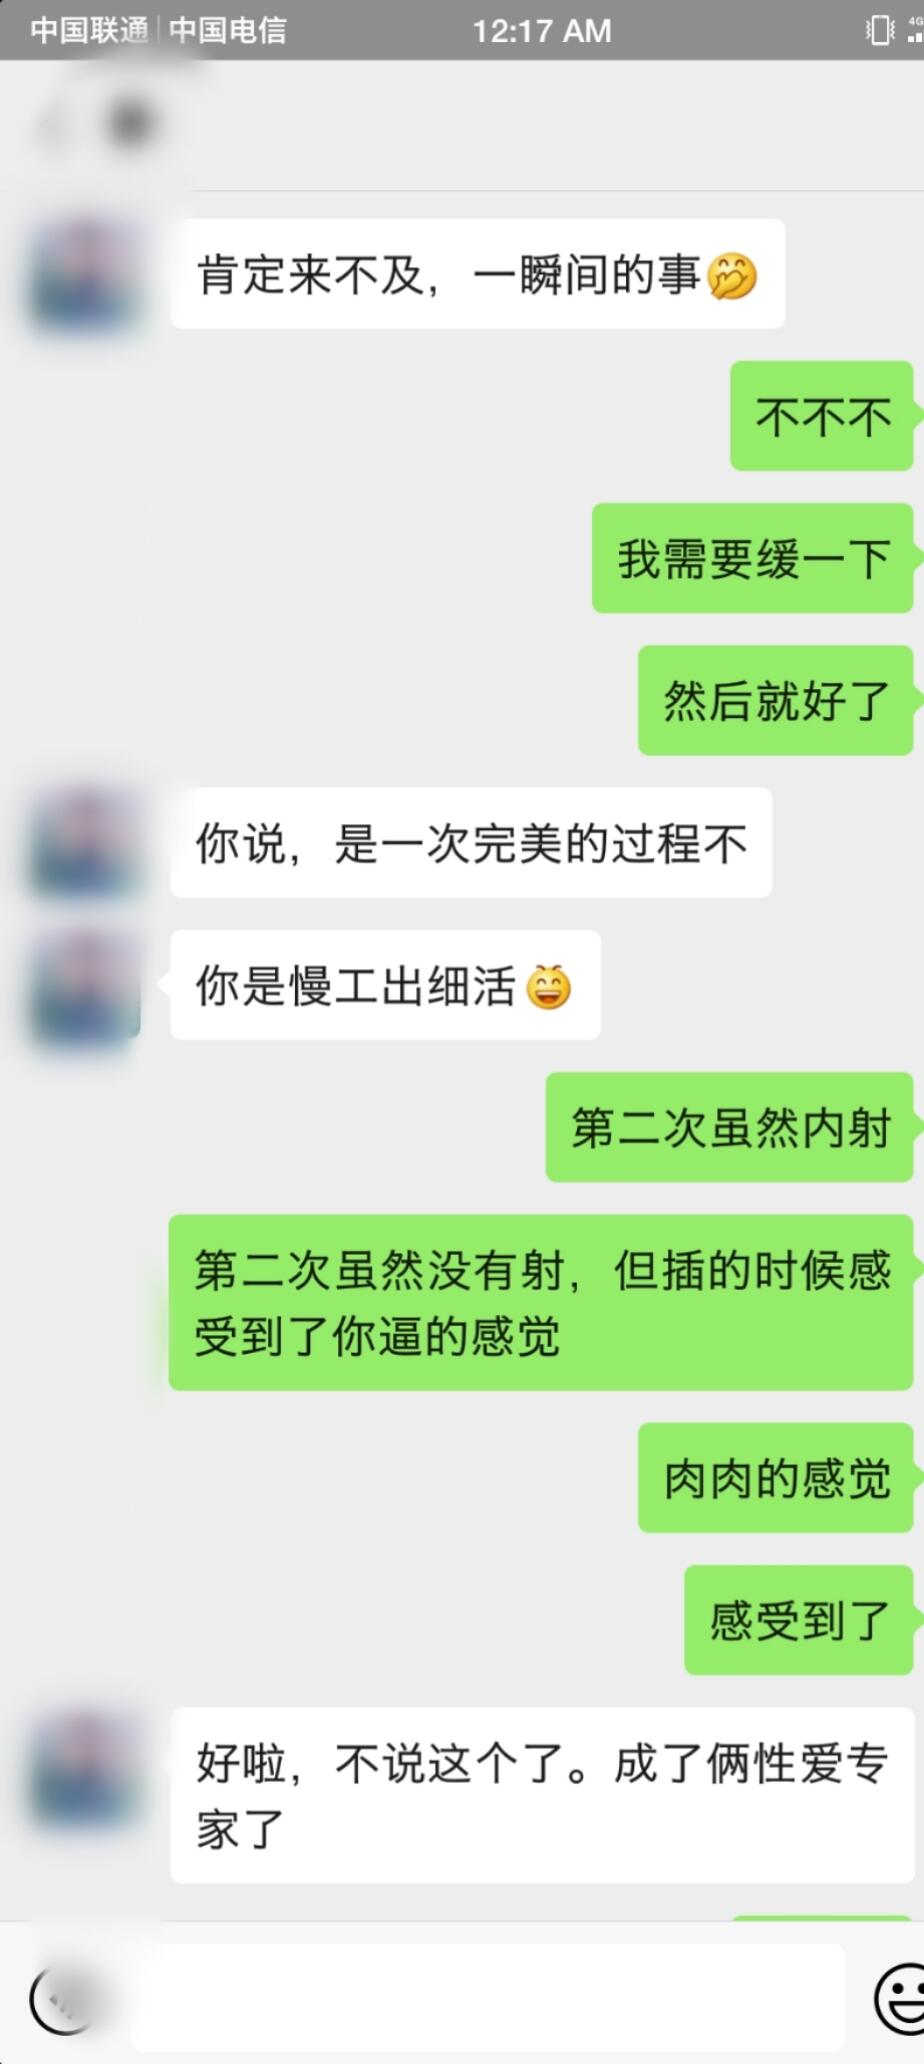 中国联通 中国电信
12:17 AM
4G
肯定来不及，一瞬间的事🤭
不不不
我需要缓一下
然后就好了
你说，是一次完美的过程不
你是慢工出细活😄
第二次虽然内射
第二次虽然没有射，但插的时候感
受到了你逼的感觉
肉肉的感觉
感受到了
好啦，不说这个了。成了俩性爱专
家了